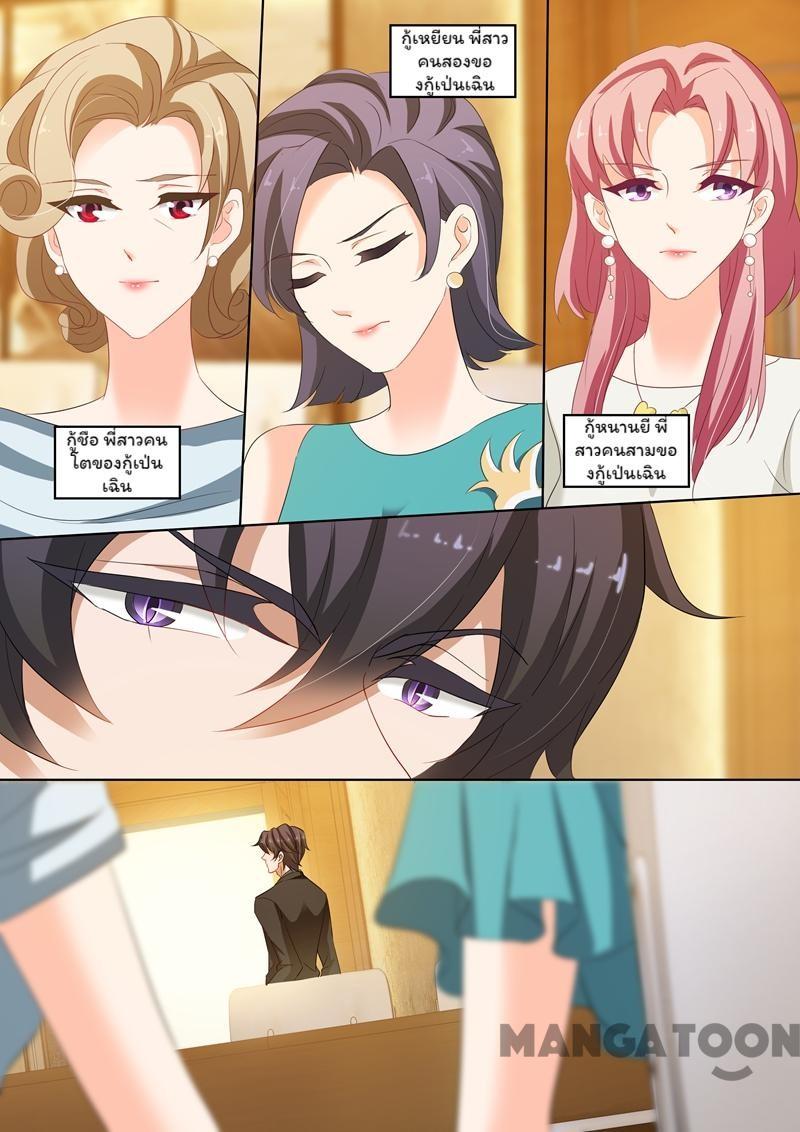 กู้ซือ พี่สาวคน
โตของกู้เป่น
เฉิน
กู้เหยียน พี่สาว
คนสองขอ
งกู้เป่นเฉิน
กู้หนานยี พี่
สาวคนสามขอ
งกู้เป่นเฉิน
MANGATOON